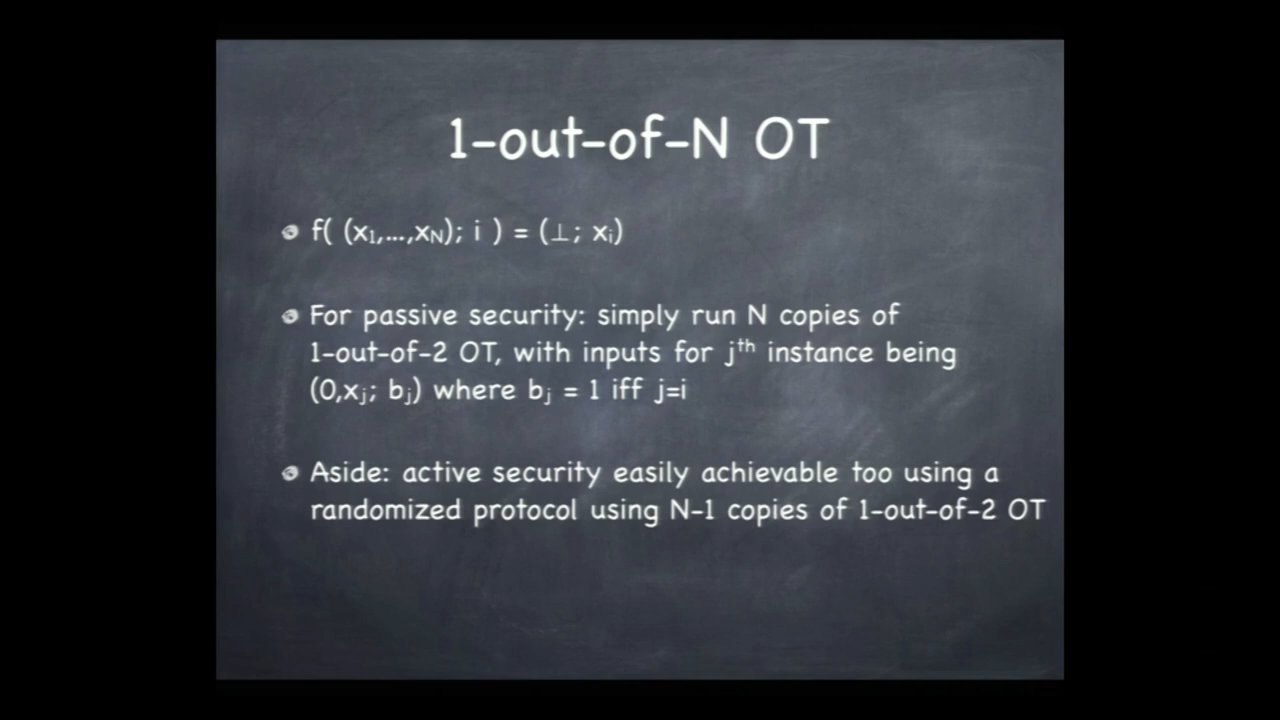 1-out-of-N OT
f( (x₁,...,x_N); i ) = (⊥; xᵢ)
For passive security: simply run N copies of
1-out-of-2 OT, with inputs for jᵗʰ instance being
(0,xⱼ; bⱼ) where bⱼ = 1 iff j=i
Aside: active security easily achievable too using a
randomized protocol using N-1 copies of 1-out-of-2 OT